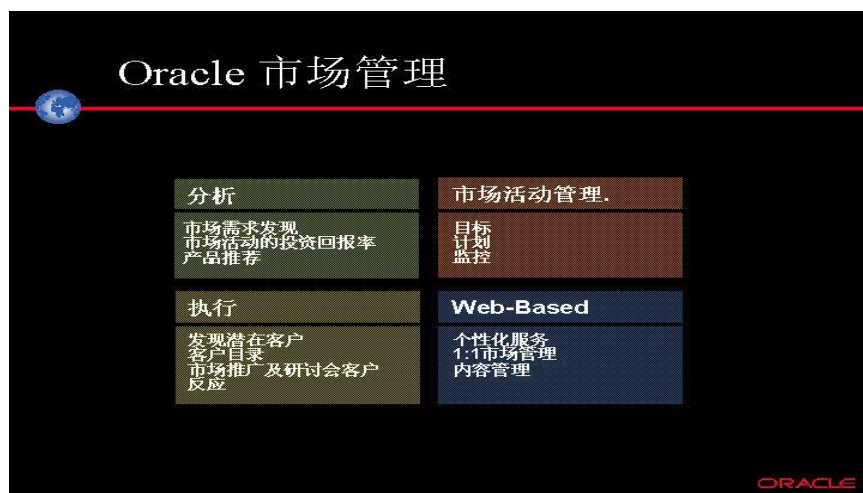 Oracle 市场管理
分析
市场需求发现
市场活动的投资回报率
产品推荐
市场活动管理.
目标
计划
监控
执行
发现潜在客户
客户目录
市场推广及研讨会客户
反应
Web-Based
个性化服务
1:1市场管理
内容管理
ORACLE